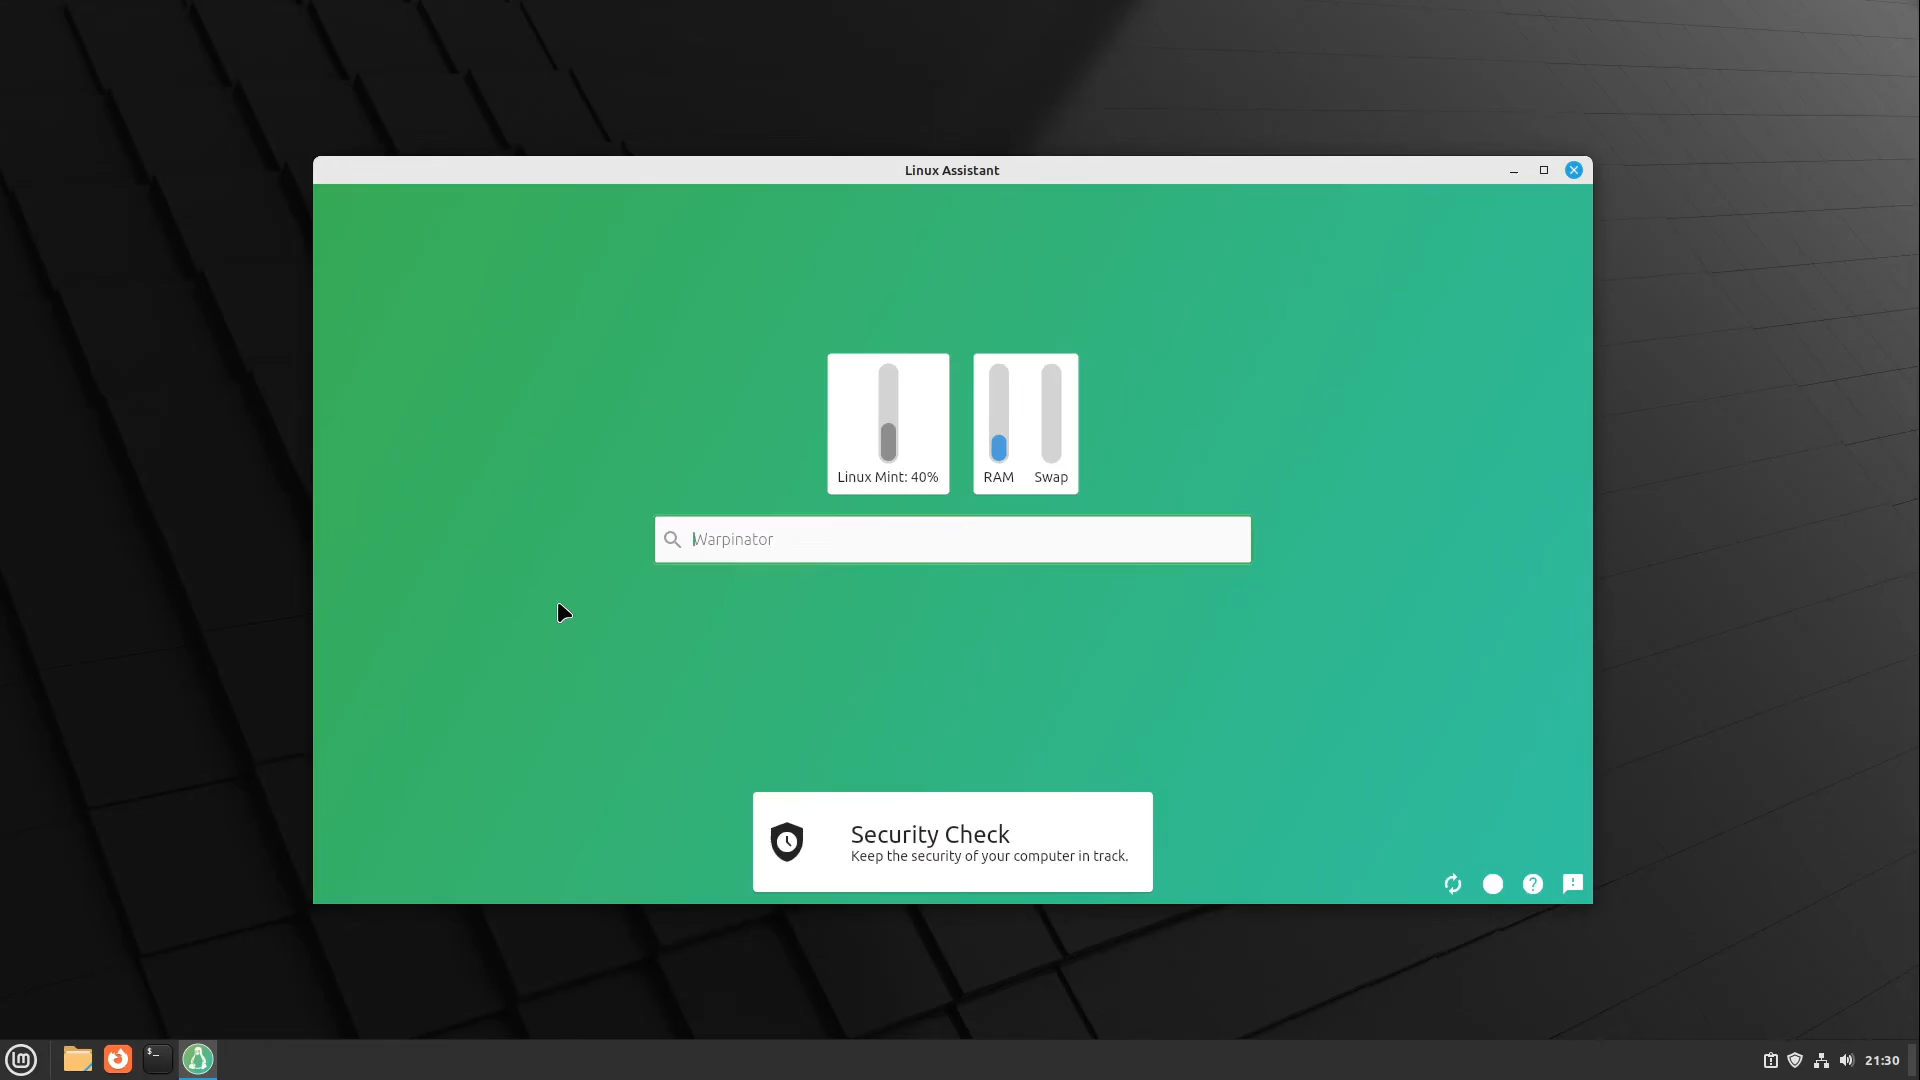 Linux Assistant
Linux Mint: 40%
RAM Swap
Warpinator
Security Check
Keep the security of your computer in track.
lm
$_
21:30